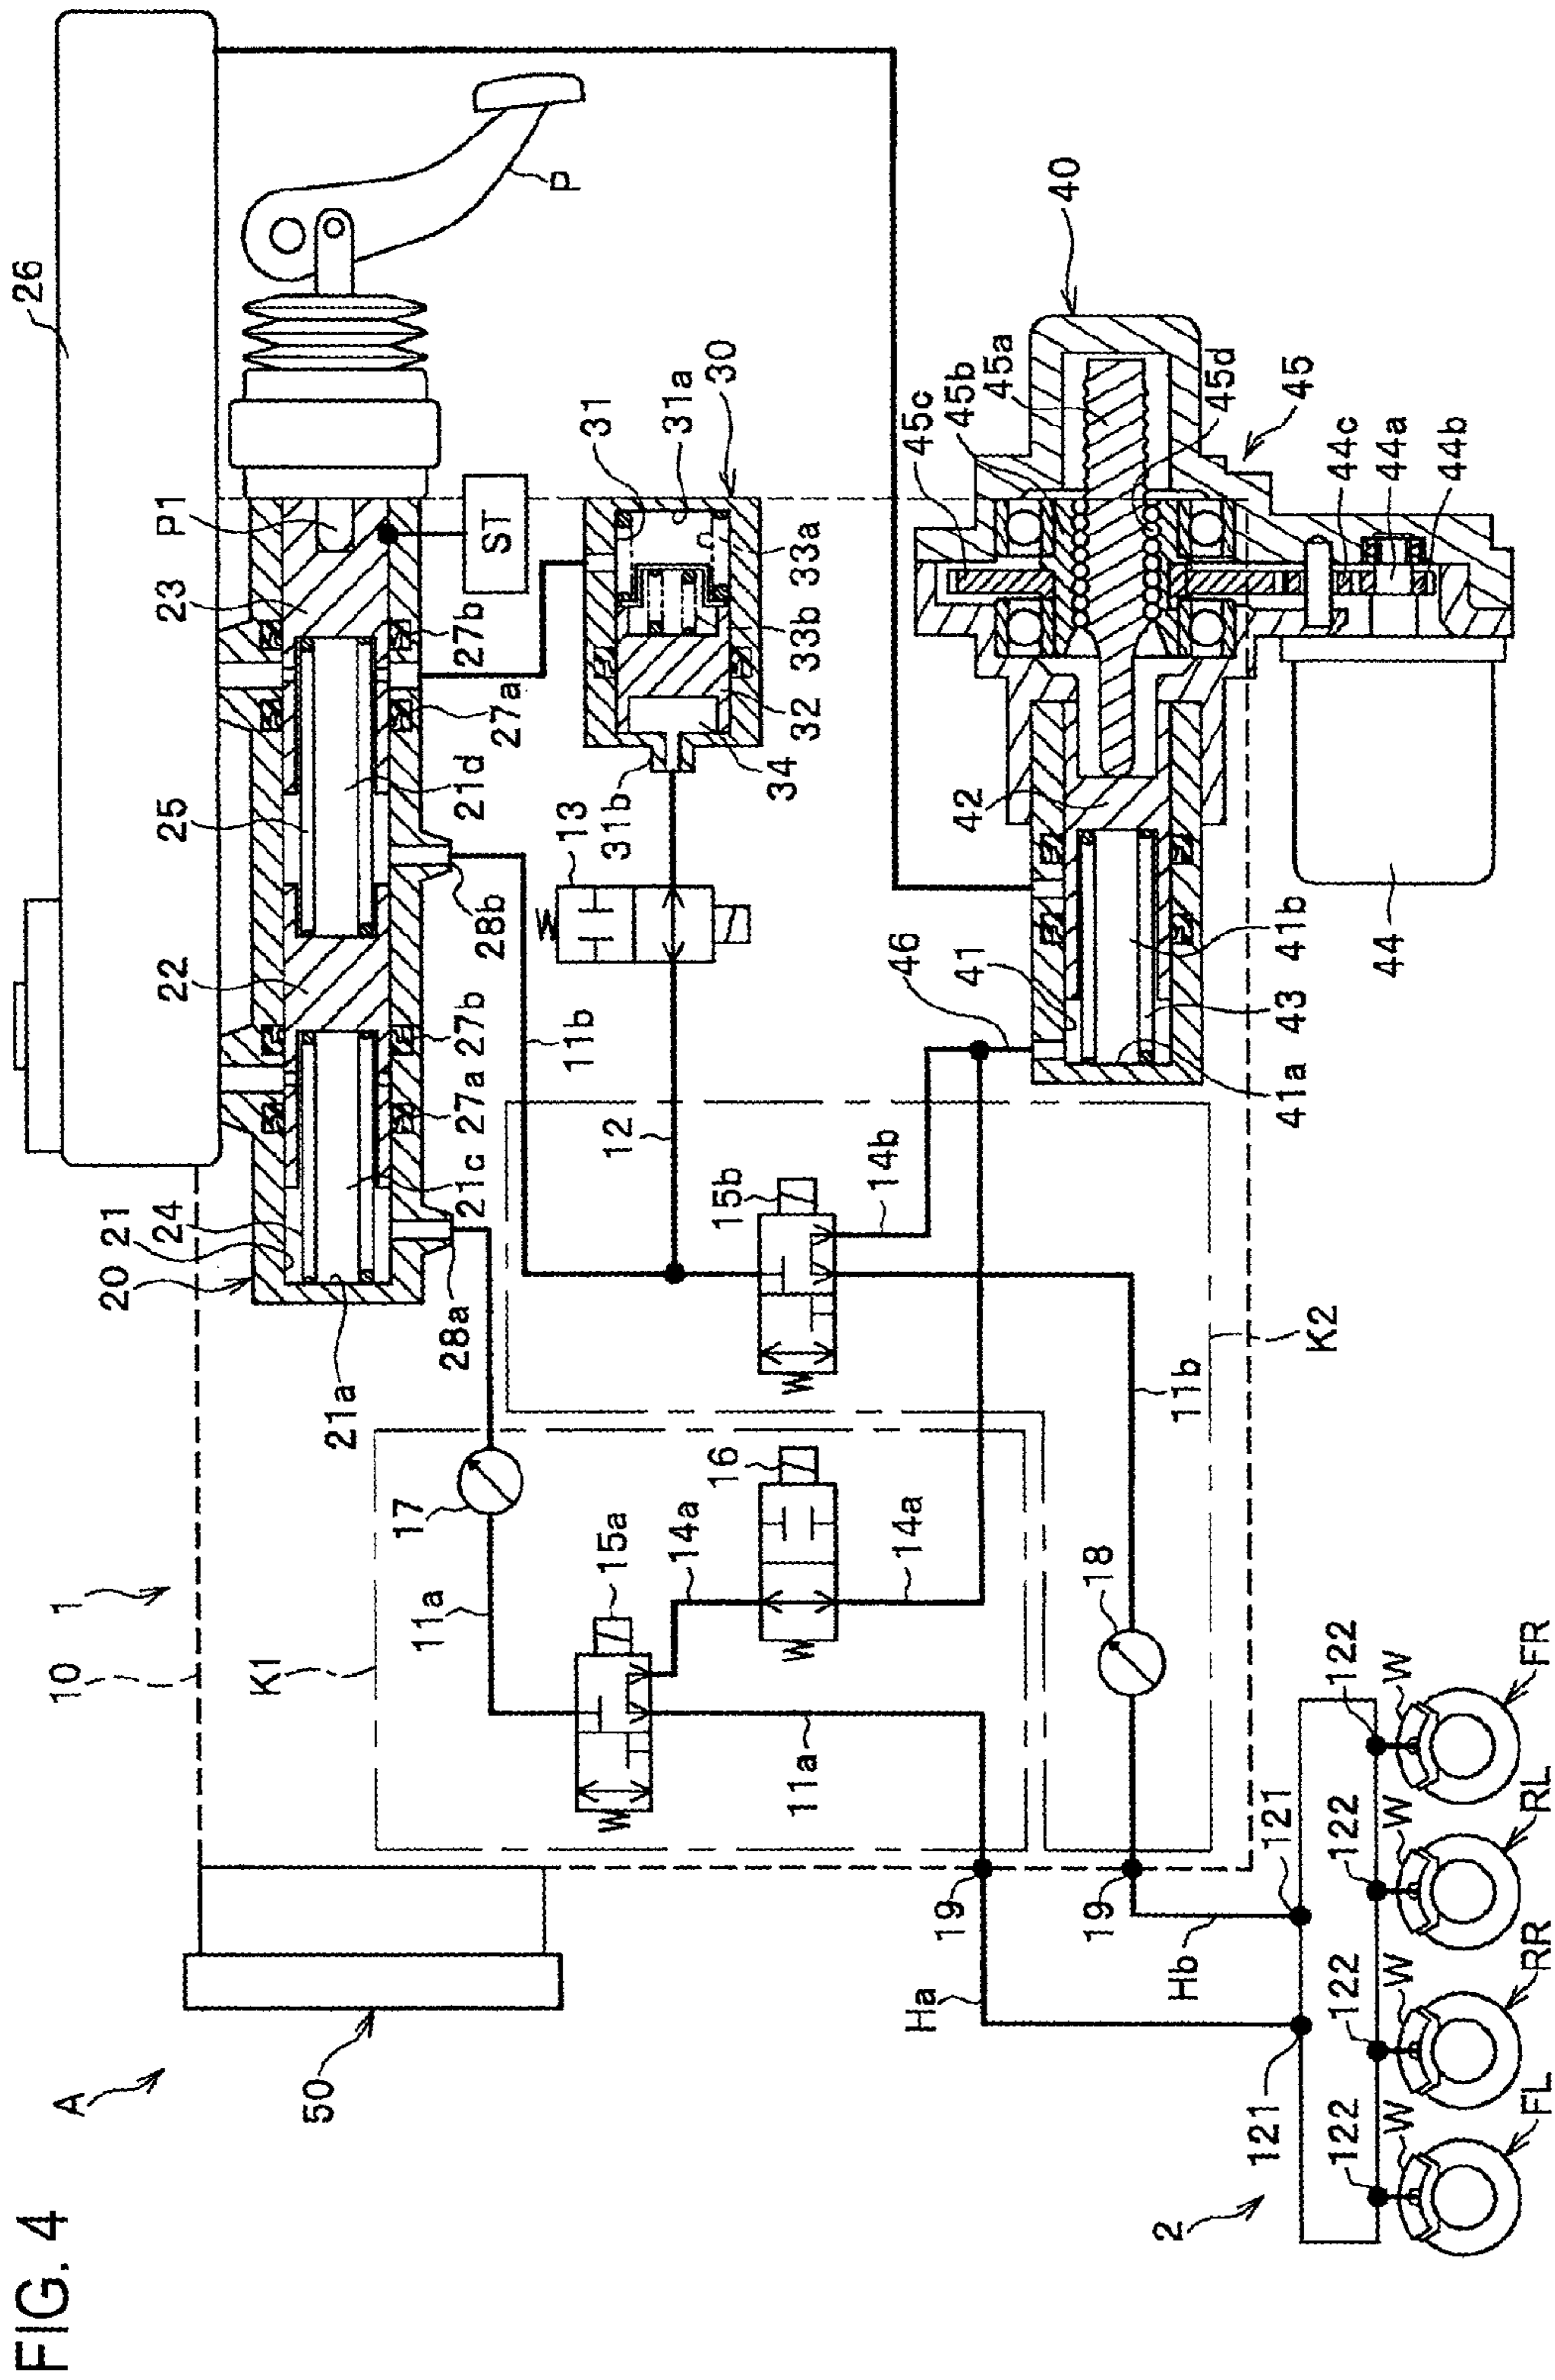 FIG. 4
A
1
10
50
26
P
P1
23
ST
27b
27a
25
21d
28b
22
27b
27a
21c
24
21
20
21a
28a
11b
31
31a
30
33a
33b
32
34
31b
13
W
12
40
45a
45b
45c
45d
45
44c
44a
44b
44
42
41
46
41b
43
41a
14b
15b
W
K2
11b
K1
17
11a
15a
W
14a
16
W
14a
11a
18
19
19
Ha
Hb
121
121
2
122
122
122
122
W
W
W
W
FL
RR
RL
FR